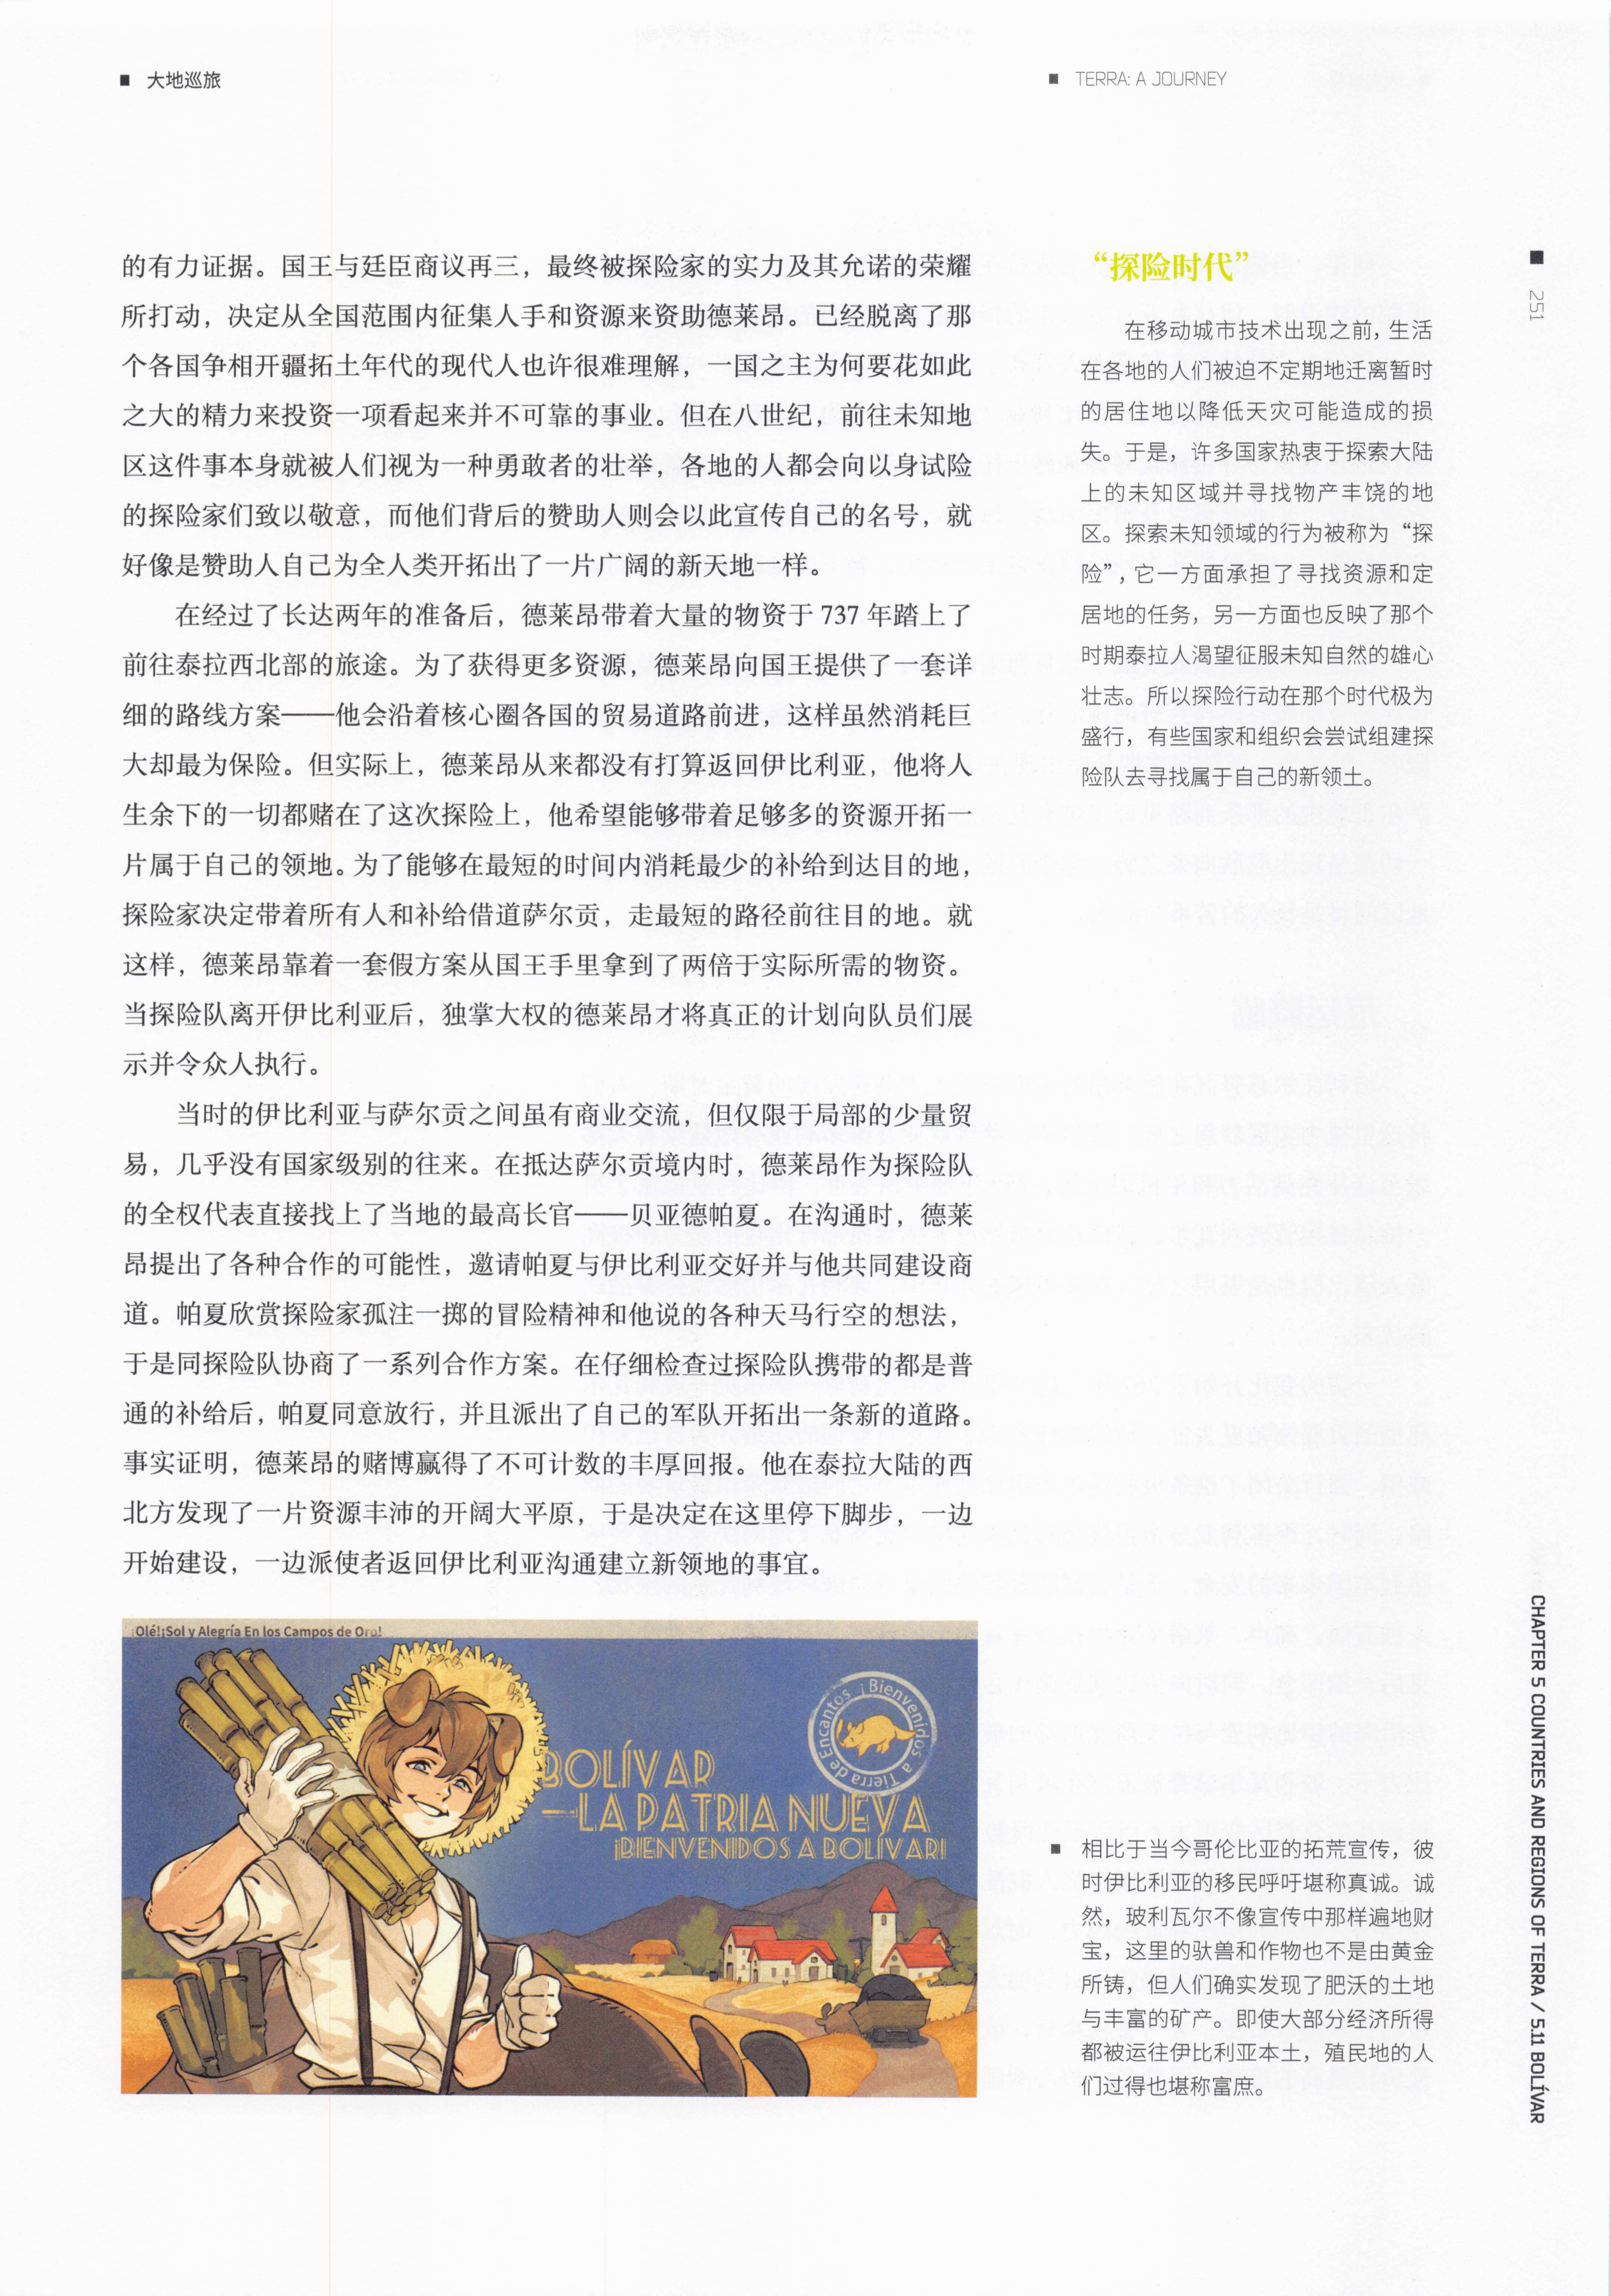 大地巡旅
TERRA: A JOURNEY
的有力证据。国王与廷臣商议再三，最终被探险家的实力及其允诺的荣耀
所打动，决定从全国范围内征集人手和资源来资助德莱昂。已经脱离了那
个各国争相开疆拓土年代的现代人也许很难理解，一国之主为何要花如此
之大的精力来投资一项看起来并不可靠的事业。但在八世纪，前往未知地
区这件事本身就被人们视为一种勇敢者的壮举，各地的人都会向以身试险
的探险家们致以敬意，而他们背后的赞助人则会以此宣传自己的名号，就
好像是赞助人自己为全人类开拓出了一片广阔的新天地一样。
在经过了长达两年的准备后，德莱昂带着大量的物资于 737 年踏上了
前往泰拉西北部的旅途。为了获得更多资源，德莱昂向国王提供了一套详
细的路线方案——他会沿着核心圈各国的贸易道路前进，这样虽然消耗巨
大却最为保险。但实际上，德莱昂从来都没有打算返回伊比利亚，他将人
生余下的一切都赌在了这次探险上，他希望能够带着足够多的资源开拓一
片属于自己的领地。为了能够在最短的时间内消耗最少的补给到达目的地，
探险家决定带着所有人和补给借道萨尔贡，走最短的路径前往目的地。就
这样，德莱昂靠着一套假方案从国王手里拿到了两倍于实际所需的物资。
当探险队离开伊比利亚后，独掌大权的德莱昂才将真正的计划向队员们展
示并令众人执行。
当时的伊比利亚与萨尔贡之间虽有商业交流，但仅限于局部的少量贸
易，几乎没有国家级别的往来。在抵达萨尔贡境内时，德莱昂作为探险队
的全权代表直接找上了当地的最高长官——贝亚德帕夏。在沟通时，德莱
昂提出了各种合作的可能性，邀请帕夏与伊比利亚交好并与他共同建设商
道。帕夏欣赏探险家孤注一掷的冒险精神和他说的各种天马行空的想法，
于是同探险队协商了一系列合作方案。在仔细检查过探险队携带的都是普
通的补给后，帕夏同意放行，并且派出了自己的军队开拓出一条新的道路。
事实证明，德莱昂的赌博赢得了不可计数的丰厚回报。他在泰拉大陆的西
北方发现了一片资源丰沛的开阔大平原，于是决定在这里停下脚步，一边
开始建设，一边派使者返回伊比利亚沟通建立新领地的事宜。
“探险时代”
在移动城市技术出现之前，生活
在各地的人们被迫不定期地迁离暂时
的居住地以降低天灾可能造成的损
失。于是，许多国家热衷于探索大陆
上的未知区域并寻找物产丰饶的地
区。探索未知领域的行为被称为“探
险”，它一方面承担了寻找资源和定
居地的任务，另一方面也反映了那个
时期泰拉人渴望征服未知自然的雄心
壮志。所以探险行动在那个时代极为
盛行，有些国家和组织会尝试组建探
险队去寻找属于自己的新领土。
251
¡Olé!¡Sol y Alegría En los Campos de Oro!
BOLÍVAR
—LA PATRIA NUEVA
¡BIENVENIDOS A BOLÍVAR!
¡Bienvenidos a Tierra de Encantos
相比于当今哥伦比亚的拓荒宣传，彼
时伊比利亚的移民呼吁堪称真诚。诚
然，玻利瓦尔不像宣传中那样遍地财
宝，这里的驮兽和作物也不是由黄金
所铸，但人们确实发现了肥沃的土地
与丰富的矿产。即使大部分经济所得
都被运往伊比利亚本土，殖民地的人
们过得也堪称富庶。
CHAPTER 5 COUNTRIES AND REGIONS OF TERRA / 5.11 BOLÍVAR